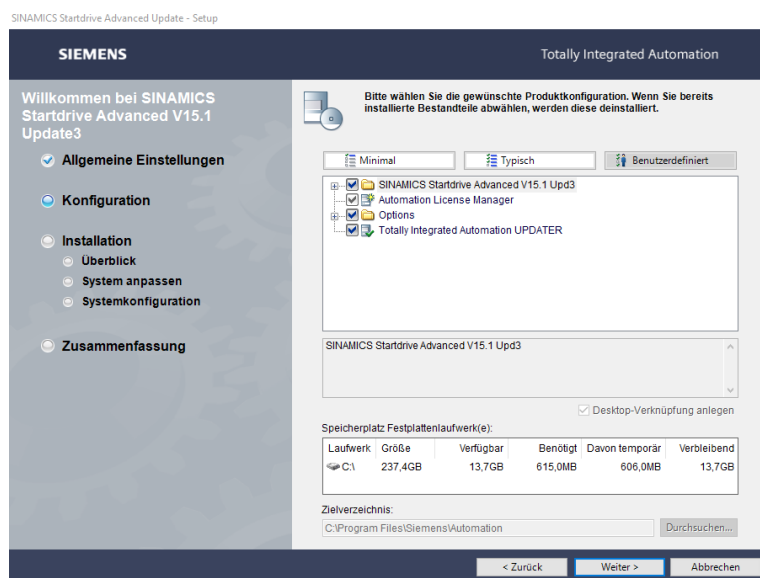 SINAMICS Startdrive Advanced Update - Setup
SIEMENS
Totally Integrated Automation
Willkommen bei SINAMICS
Startdrive Advanced V15.1
Update3
Allgemeine Einstellungen
Konfiguration
Installation
Überblick
System anpassen
Systemkonfiguration
Zusammenfassung
Bitte wählen Sie die gewünschte Produktkonfiguration. Wenn Sie bereits
installierte Bestandteile abwählen, werden diese deinstalliert.
Minimal Typisch Benutzerdefiniert
SINAMICS Startdrive Advanced V15.1 Upd3
Automation License Manager
Options
Totally Integrated Automation UPDATER
SINAMICS Startdrive Advanced V15.1 Upd3
Desktop-Verknüpfung anlegen
Speicherplatz Festplattenlaufwerk(e):
Laufwerk Größe Verfügbar Benötigt Davon temporär Verbleibend
C:\ 237,4GB 13,7GB 615,0MB 606,0MB 13,7GB
Zielverzeichnis:
C:\Program Files\Siemens\Automation Durchsuchen...
< Zurück Weiter > Abbrechen